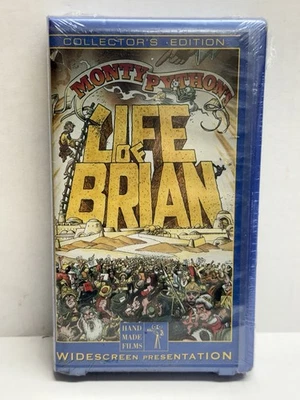 COLLECTOR'S · EDITION
MONTY PYTHON'S
LIFE
OF
BRIAN
HAND
MADE
FILMS
WIDESCREEN PRESENTATION